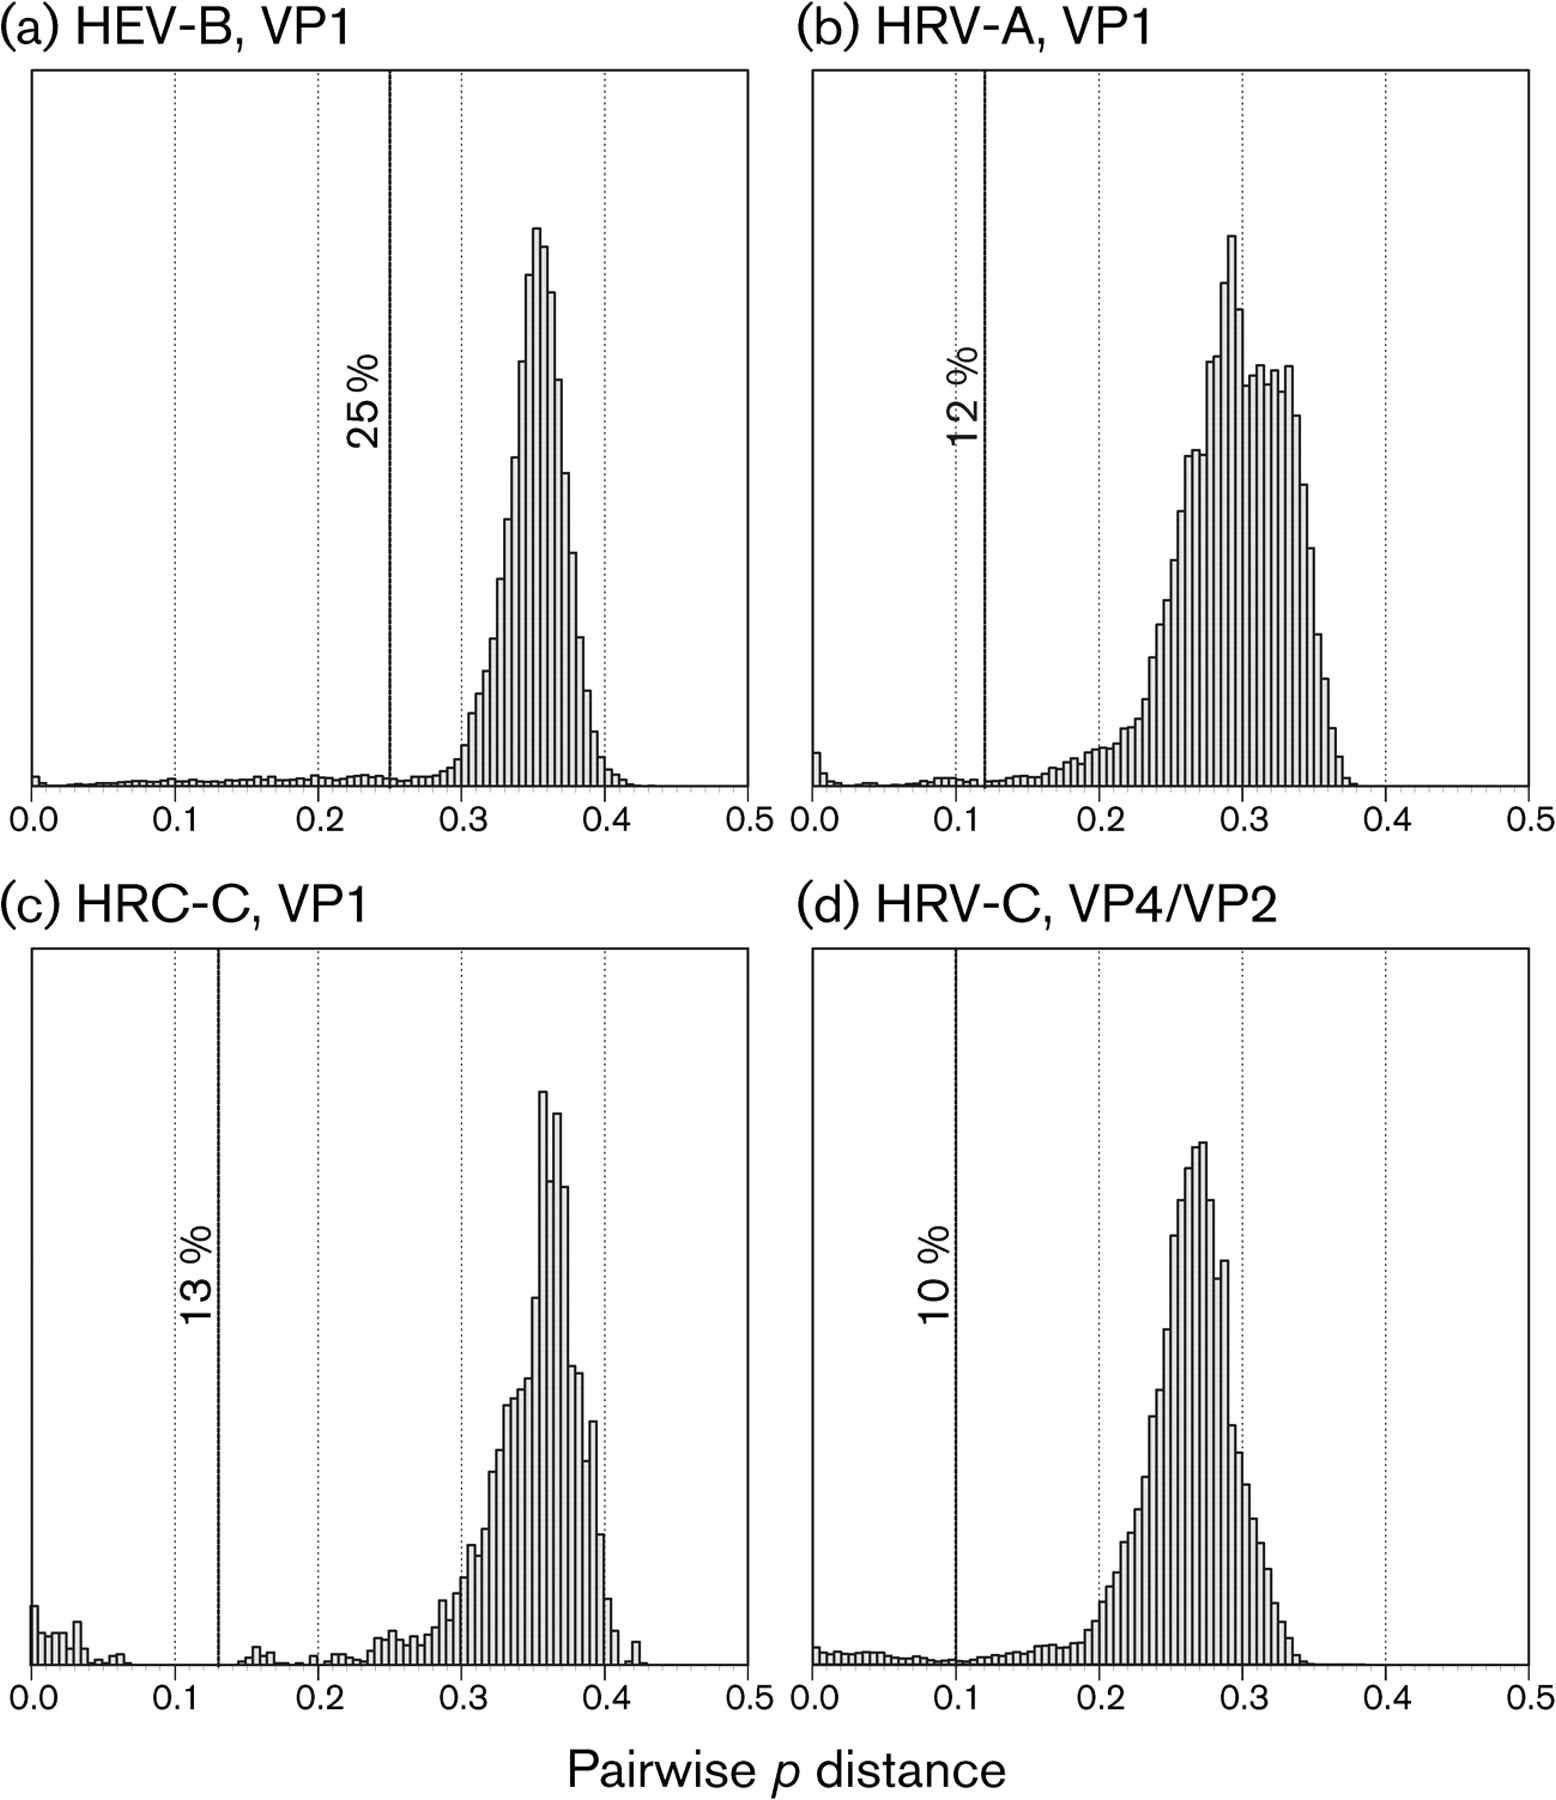 (a) HEV-B, VP1
(b) HRV-A, VP1
25 %
12 %
0.0 0.1 0.2 0.3 0.4 0.5
0.0 0.1 0.2 0.3 0.4 0.5
(c) HRC-C, VP1
(d) HRV-C, VP4/VP2
13 %
10 %
0.0 0.1 0.2 0.3 0.4 0.5
0.0 0.1 0.2 0.3 0.4 0.5
Pairwise p distance